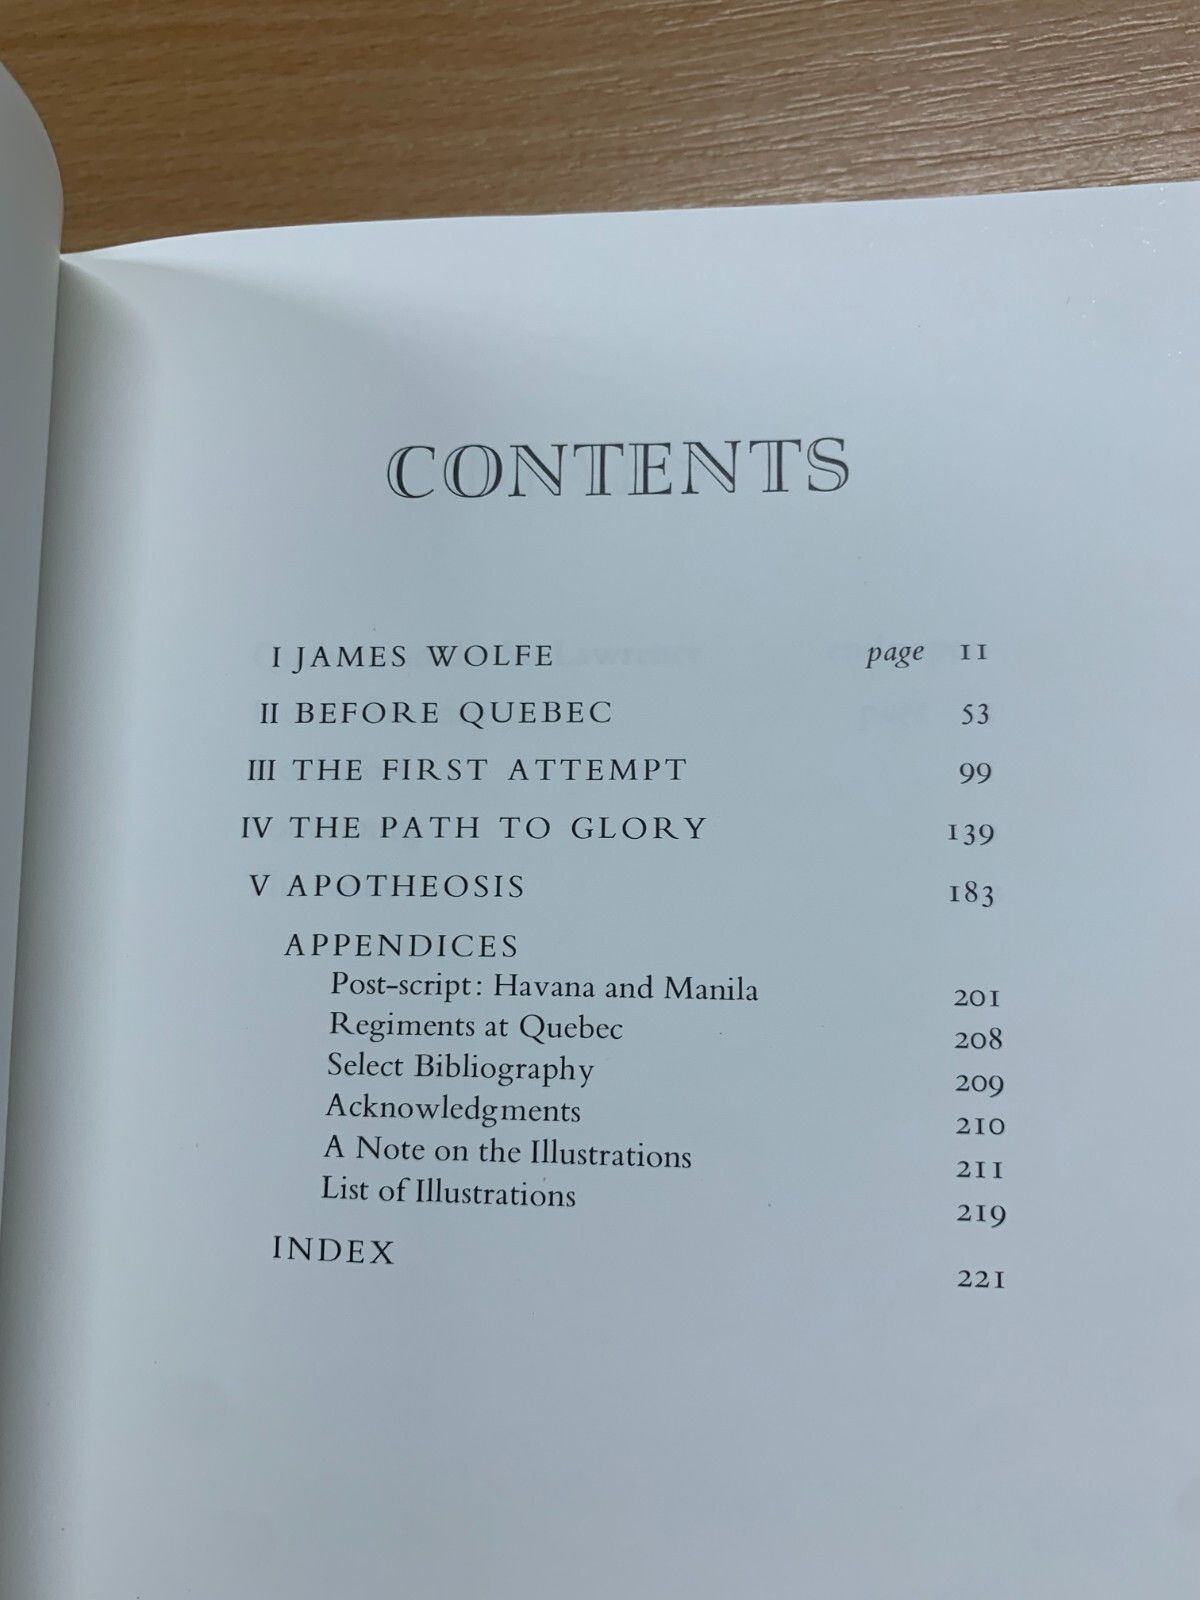 CONTENTS
I JAMES WOLFE page 11
II BEFORE QUEBEC 53
III THE FIRST ATTEMPT 99
IV THE PATH TO GLORY 139
V APOTHEOSIS 183
APPENDICES
Post-script: Havana and Manila 201
Regiments at Quebec 208
Select Bibliography 209
Acknowledgments 210
A Note on the Illustrations 211
List of Illustrations 219
INDEX 221